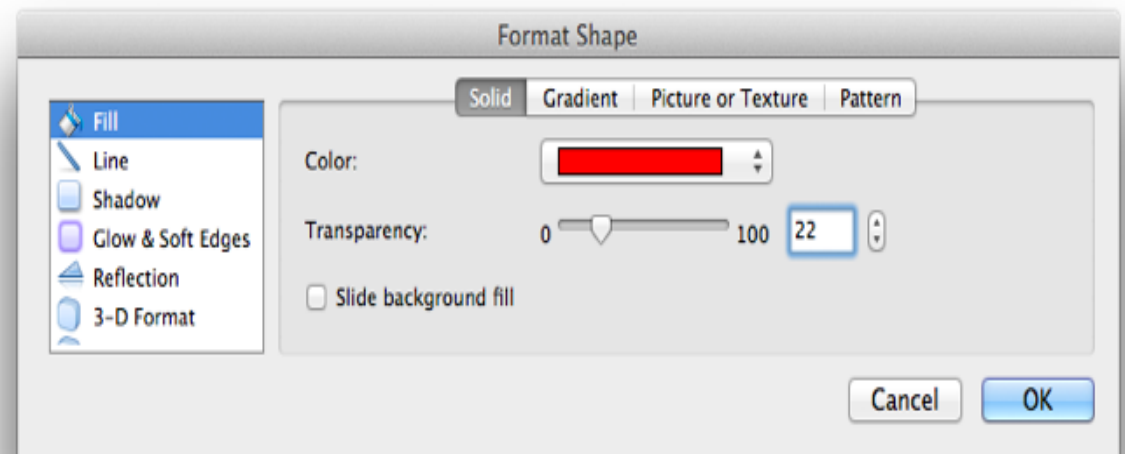 Format Shape
Solid Gradient Picture or Texture Pattern
Fill
Line
Shadow
Glow & Soft Edges
Reflection
3-D Format
Color:
Transparency: 0 100 22
Slide background fill
Cancel OK